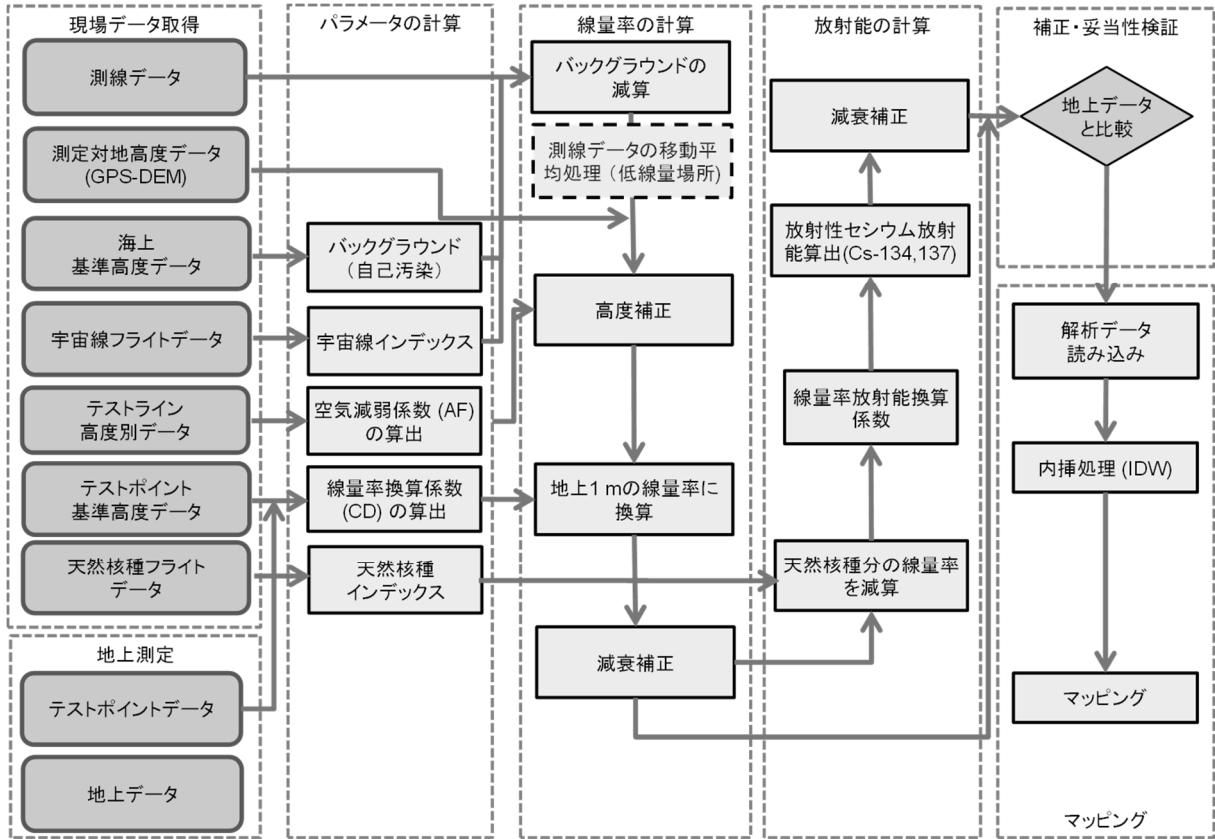 現場データ取得
測線データ
測定対地高度データ
(GPS-DEM)
海上
基準高度データ
宇宙線フライトデータ
テストライン
高度別データ
テストポイント
基準高度データ
天然核種フライト
データ
地上測定
テストポイントデータ
地上データ
パラメータの計算
バックグラウンド
（自己汚染）
宇宙線インデックス
空気減弱係数 (AF)
の算出
線量率換算係数
(CD) の算出
天然核種
インデックス
線量率の計算
バックグラウンドの
減算
測線データの移動平
均処理（低線量場所）
高度補正
地上1 mの線量率に
換算
減衰補正
放射能の計算
減衰補正
放射性セシウム放射
能算出(Cs-134,137)
線量率放射能換算
係数
天然核種分の線量率
を減算
補正・妥当性検証
地上データ
と比較
解析データ
読み込み
内挿処理 (IDW)
マッピング
マッピング